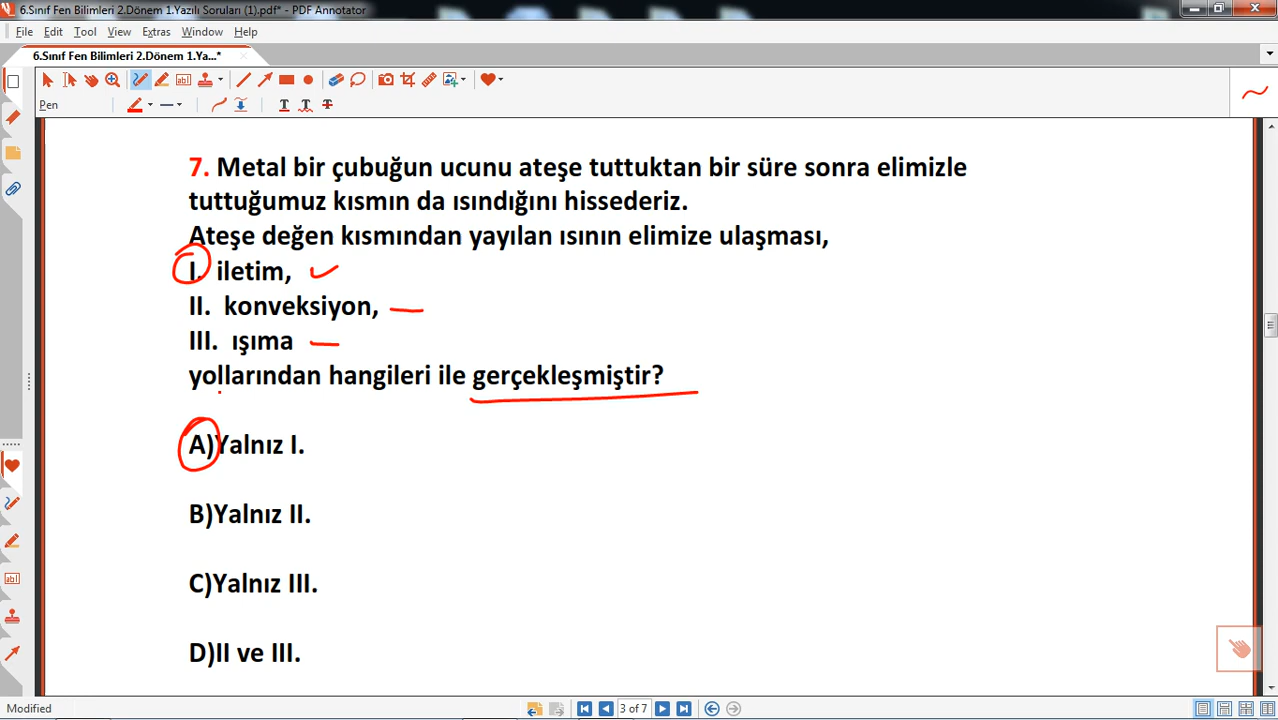 6.Sınıf Fen Bilimleri 2.Dönem 1.Yazılı Soruları (1).pdf* - PDF Annotator
File Edit Tool View Extras Window Help
6.Sınıf Fen Bilimleri 2.Dönem 1.Ya...*
Pen
7. Metal bir çubuğun ucunu ateşe tuttuktan bir süre sonra elimizle
tuttuğumuz kısmın da ısındığını hissederiz.
Ateşe değen kısmından yayılan ısının elimize ulaşması,
I. iletim,
II. konveksiyon,
III. ışıma
yollarından hangileri ile gerçekleşmiştir?
A)Yalnız I.
B)Yalnız II.
C)Yalnız III.
D)II ve III.
Modified 3 of 7